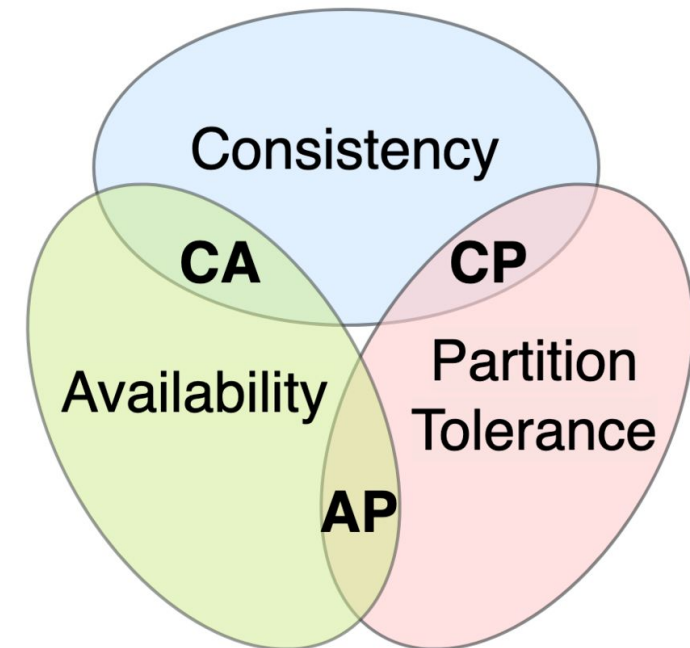 Consistency
CA
CP
Availability
Partition
Tolerance
AP